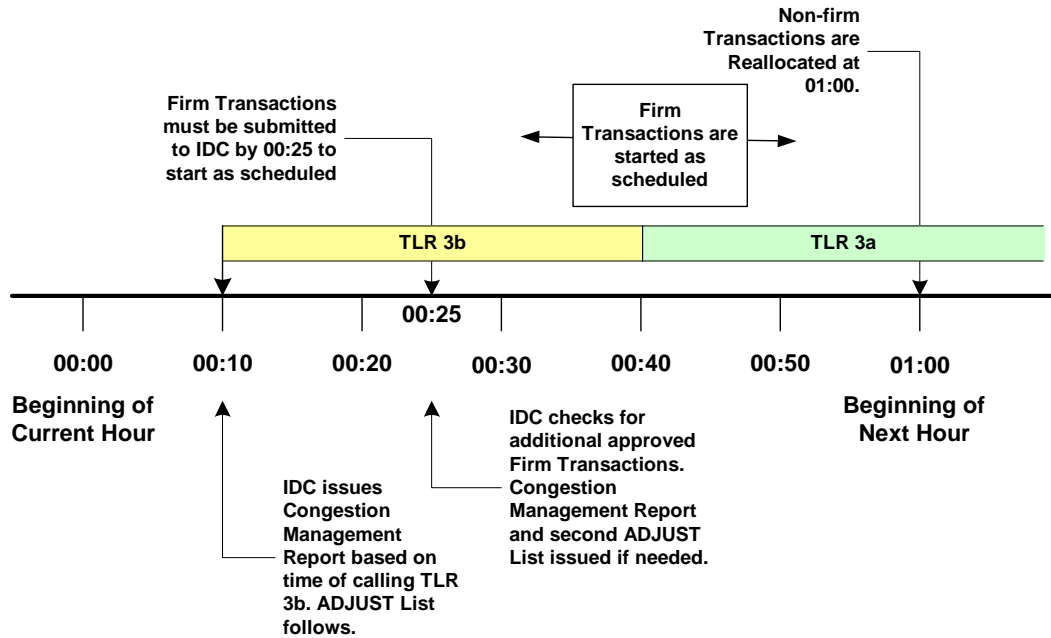 Non-firm
Transactions are
Reallocated at
01:00.
Firm Transactions
must be submitted
to IDC by 00:25 to
start as scheduled
Firm
Transactions are
started as
scheduled
TLR 3b
TLR 3a
00:25
00:00
00:10
00:20
00:30
00:40
00:50
01:00
Beginning of
Current Hour
Beginning of
Next Hour
IDC issues
Congestion
Management
Report based on
time of calling TLR
3b. ADJUST List
follows.
IDC checks for
additional approved
Firm Transactions.
Congestion
Management Report
and second ADJUST
List issued if needed.